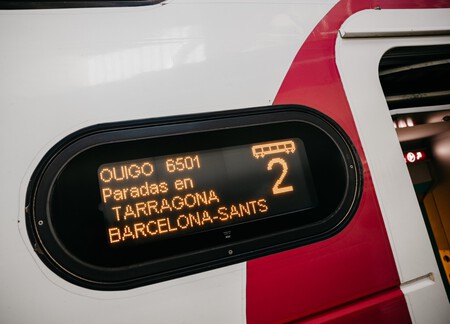 OUIGO 6501
Paradas en
TARRAGONA
BARCELONA-SANTS
2